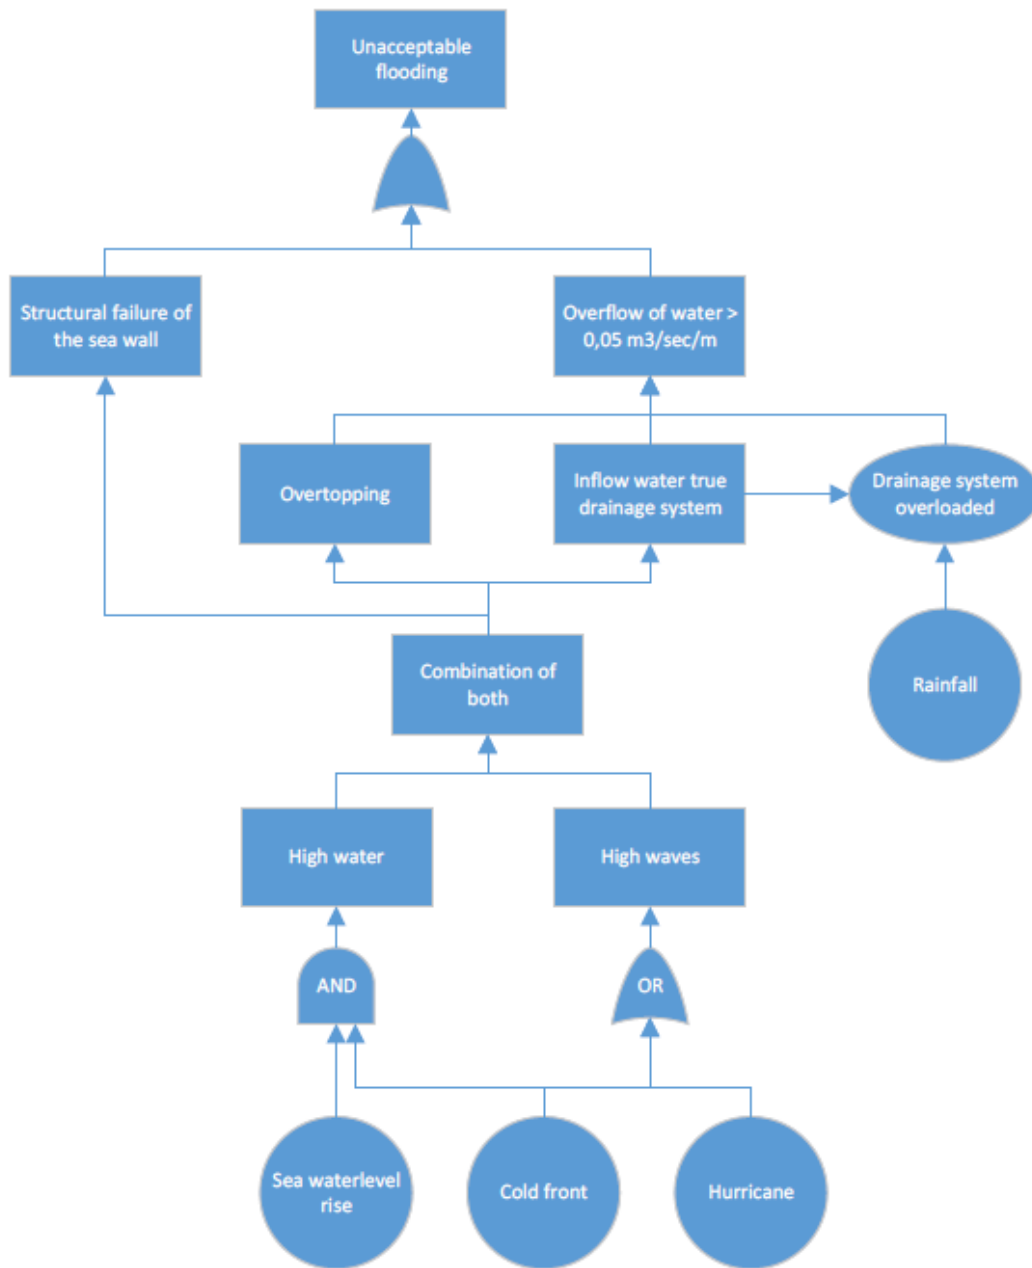 Unacceptable
flooding
Structural failure of
the sea wall
Overflow of water >
0,05 m3/sec/m
Overtopping
Inflow water true
drainage system
Drainage system
overloaded
Combination of
both
Rainfall
High water
High waves
AND
OR
Sea waterlevel
rise
Cold front
Hurricane